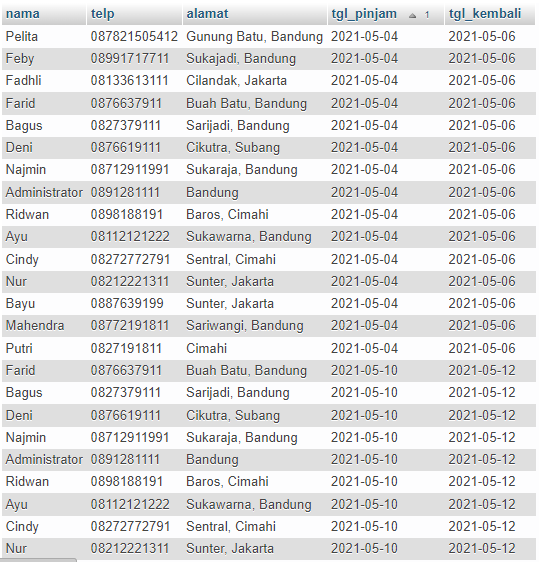 nama telp alamat tgl_pinjam 1 tgl_kembali
Pelita 087821505412 Gunung Batu, Bandung 2021-05-04 2021-05-06
Feby 08991717711 Sukajadi, Bandung 2021-05-04 2021-05-06
Fadhli 08133613111 Cilandak, Jakarta 2021-05-04 2021-05-06
Farid 0876637911 Buah Batu, Bandung 2021-05-04 2021-05-06
Bagus 0827379111 Sarijadi, Bandung 2021-05-04 2021-05-06
Deni 0876619111 Cikutra, Subang 2021-05-04 2021-05-06
Najmin 08712911991 Sukaraja, Bandung 2021-05-04 2021-05-06
Administrator 0891281111 Bandung 2021-05-04 2021-05-06
Ridwan 0898188191 Baros, Cimahi 2021-05-04 2021-05-06
Ayu 08112121222 Sukawarna, Bandung 2021-05-04 2021-05-06
Cindy 08272772791 Sentral, Cimahi 2021-05-04 2021-05-06
Nur 08212221311 Sunter, Jakarta 2021-05-04 2021-05-06
Bayu 0887639199 Sunter, Jakarta 2021-05-04 2021-05-06
Mahendra 08772191811 Sariwangi, Bandung 2021-05-04 2021-05-06
Putri 0827191811 Cimahi 2021-05-04 2021-05-06
Farid 0876637911 Buah Batu, Bandung 2021-05-10 2021-05-12
Bagus 0827379111 Sarijadi, Bandung 2021-05-10 2021-05-12
Deni 0876619111 Cikutra, Subang 2021-05-10 2021-05-12
Najmin 08712911991 Sukaraja, Bandung 2021-05-10 2021-05-12
Administrator 0891281111 Bandung 2021-05-10 2021-05-12
Ridwan 0898188191 Baros, Cimahi 2021-05-10 2021-05-12
Ayu 08112121222 Sukawarna, Bandung 2021-05-10 2021-05-12
Cindy 08272772791 Sentral, Cimahi 2021-05-10 2021-05-12
Nur 08212221311 Sunter, Jakarta 2021-05-10 2021-05-12